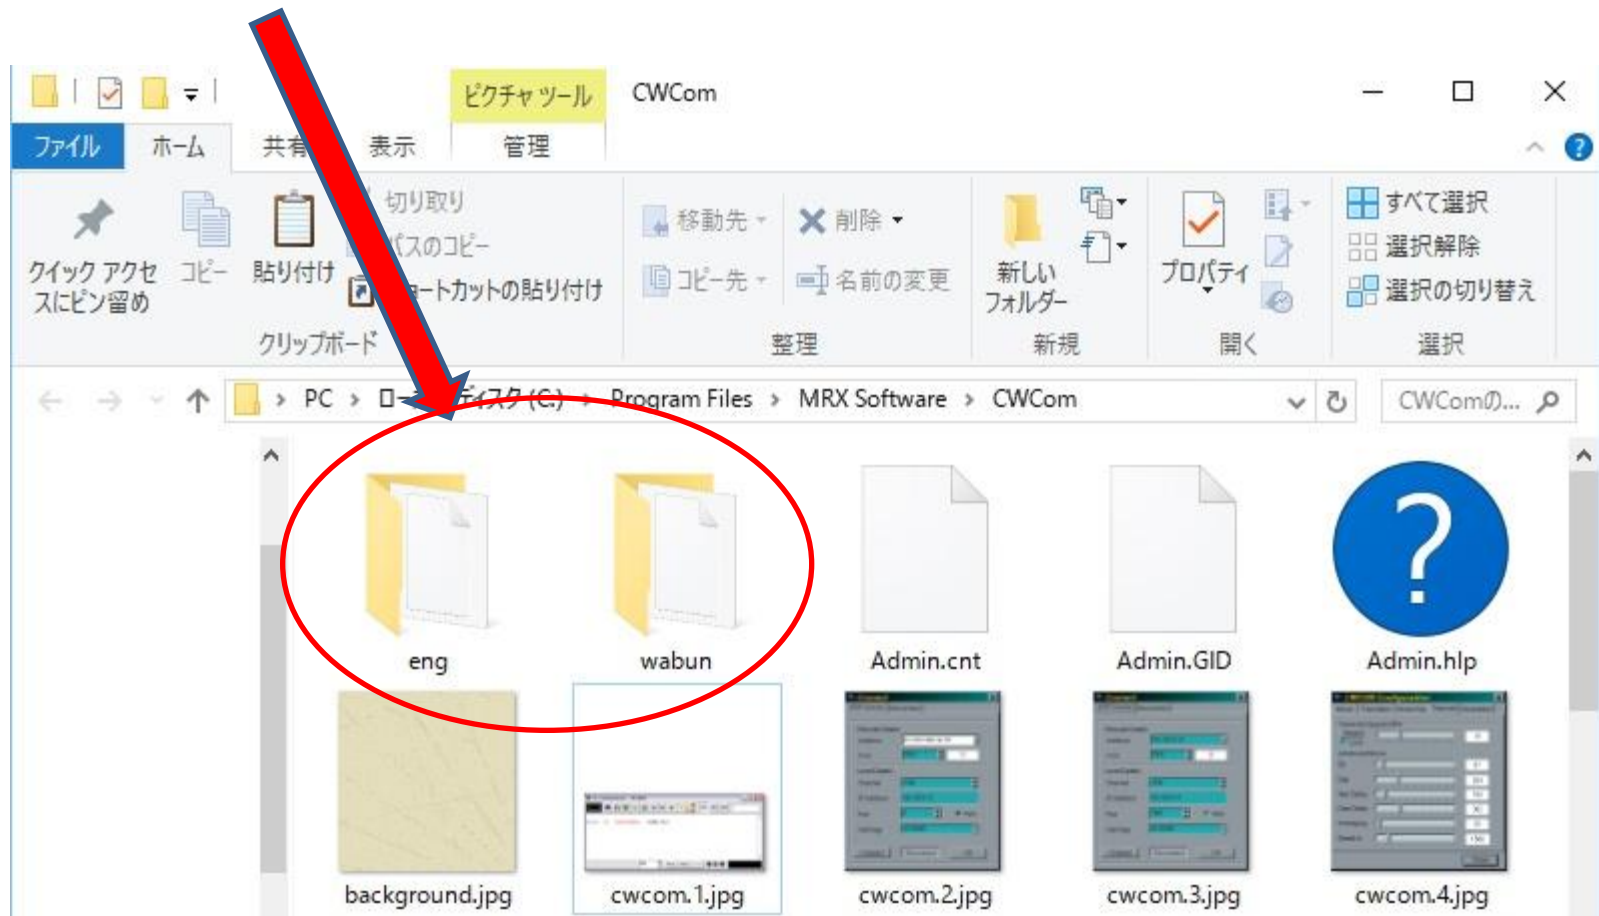 ピクチャ ツール CWCom
ファイル ホーム 共有 表示 管理
切り取り
パスのコピー
ショートカットの貼り付け
クイック アクセ
スにピン留め
コピー
貼り付け
移動先
コピー先
削除
名前の変更
新しい
フォルダー
プロパティ
すべて選択
選択解除
選択の切り替え
クリップボード 整理 新規 開く 選択
PC ディスク (C:) Program Files MRX Software CWCom CWComの...
eng wabun Admin.cnt Admin.GID Admin.hlp
background.jpg cwcom.1.jpg cwcom.2.jpg cwcom.3.jpg cwcom.4.jpg